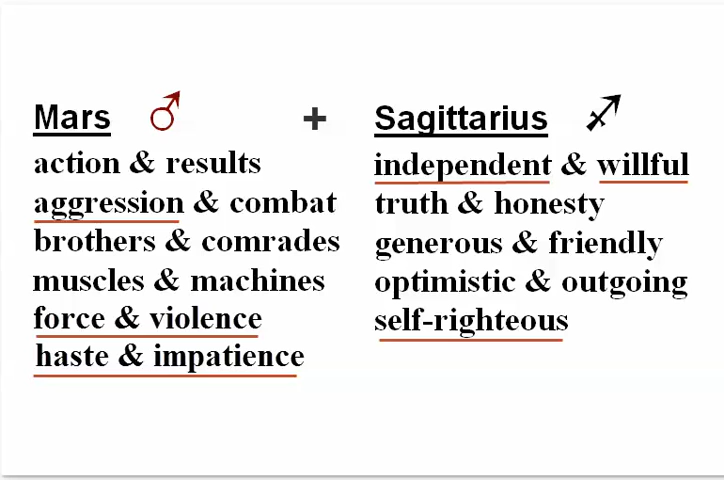 Mars ♂ + Sagittarius ♐
action & results
aggression & combat
brothers & comrades
muscles & machines
force & violence
haste & impatience
independent & willful
truth & honesty
generous & friendly
optimistic & outgoing
self-righteous